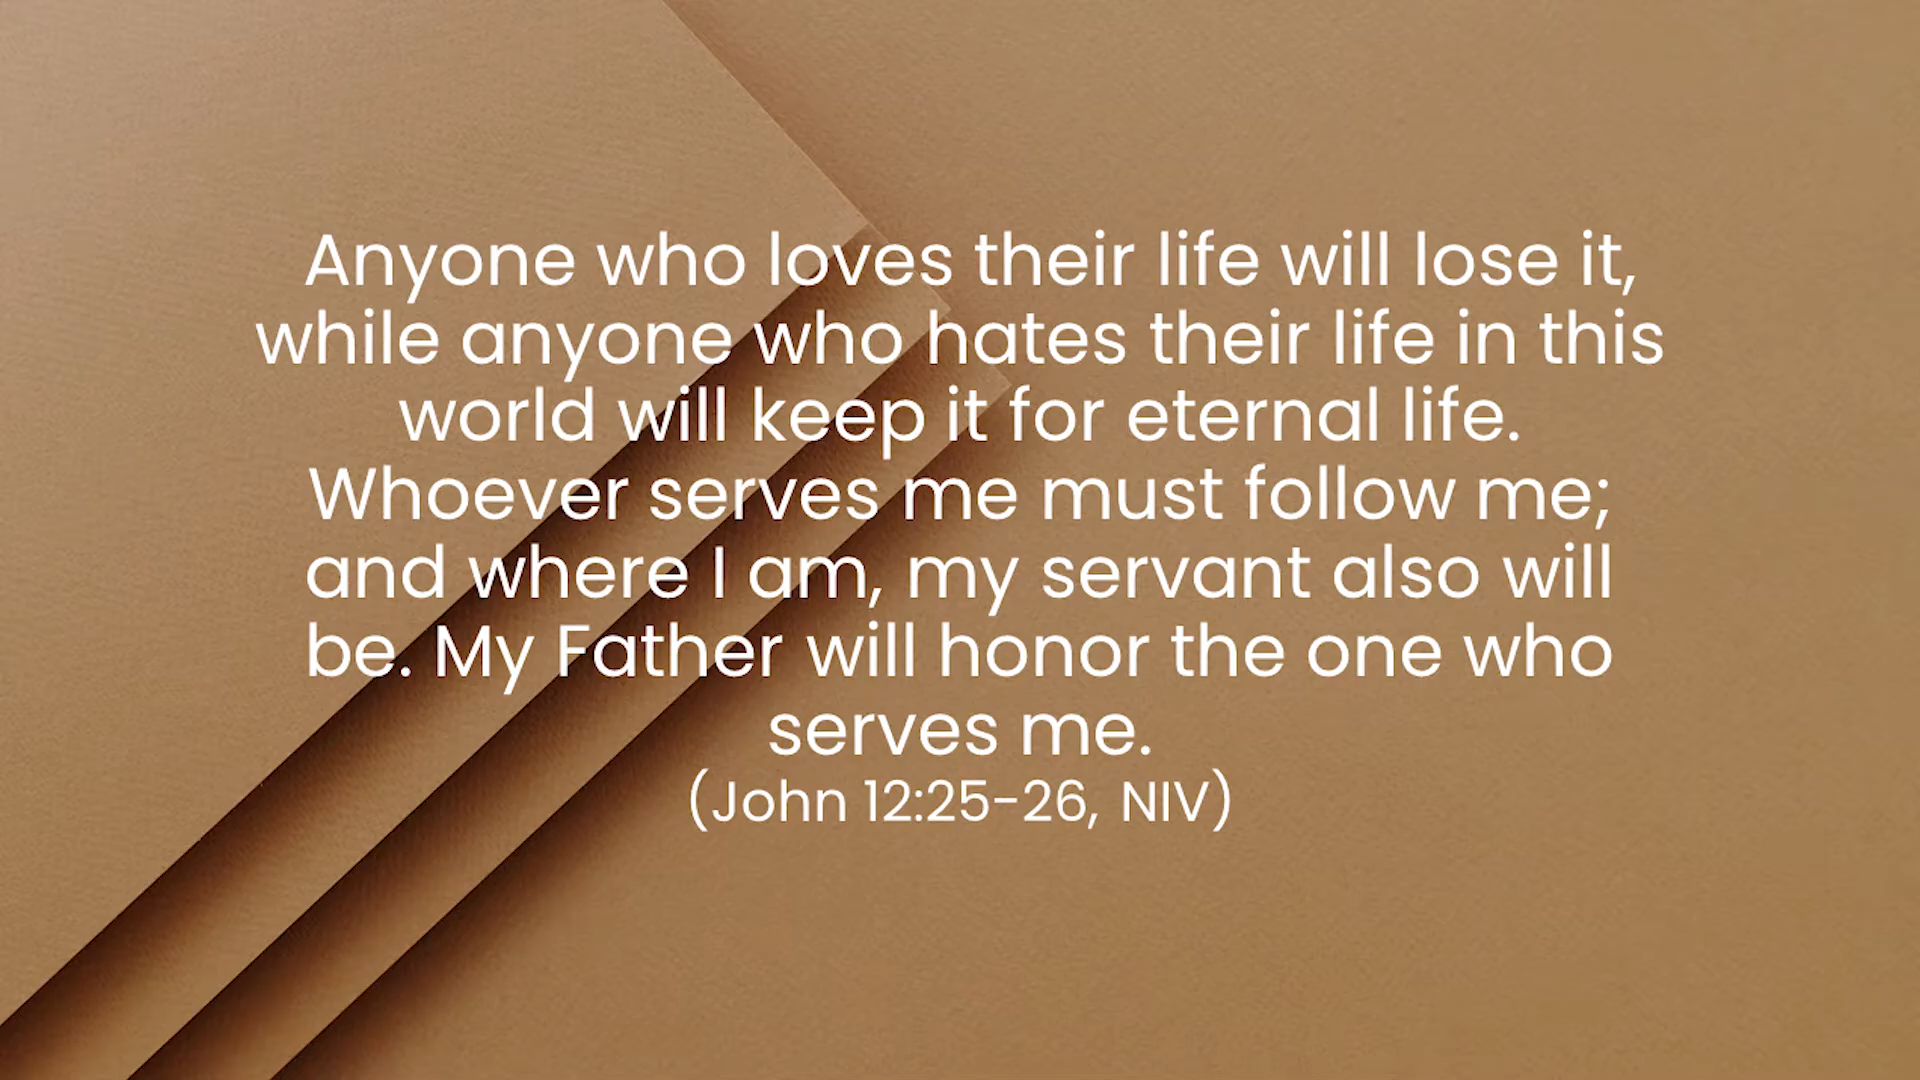 Anyone who loves their life will lose it,
while anyone who hates their life in this
world will keep it for eternal life.
Whoever serves me must follow me;
and where I am, my servant also will
be. My Father will honor the one who
serves me.
(John 12:25-26, NIV)